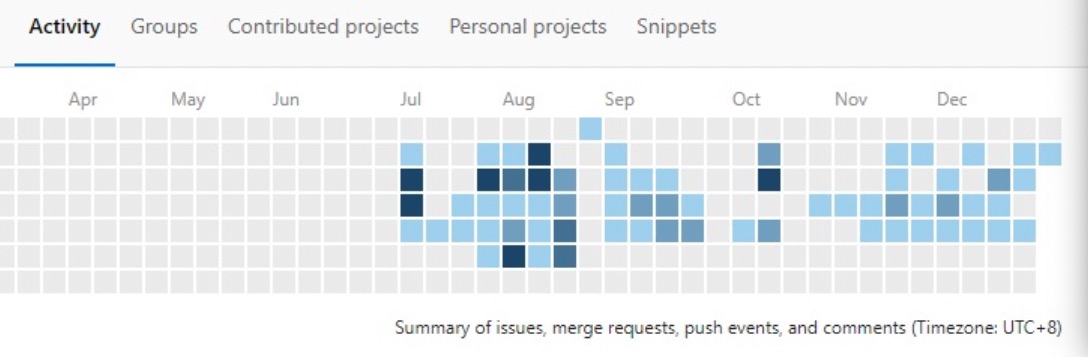 Activity Groups Contributed projects Personal projects Snippets
Apr May Jun Jul Aug Sep Oct Nov Dec
Summary of issues, merge requests, push events, and comments (Timezone: UTC+8)